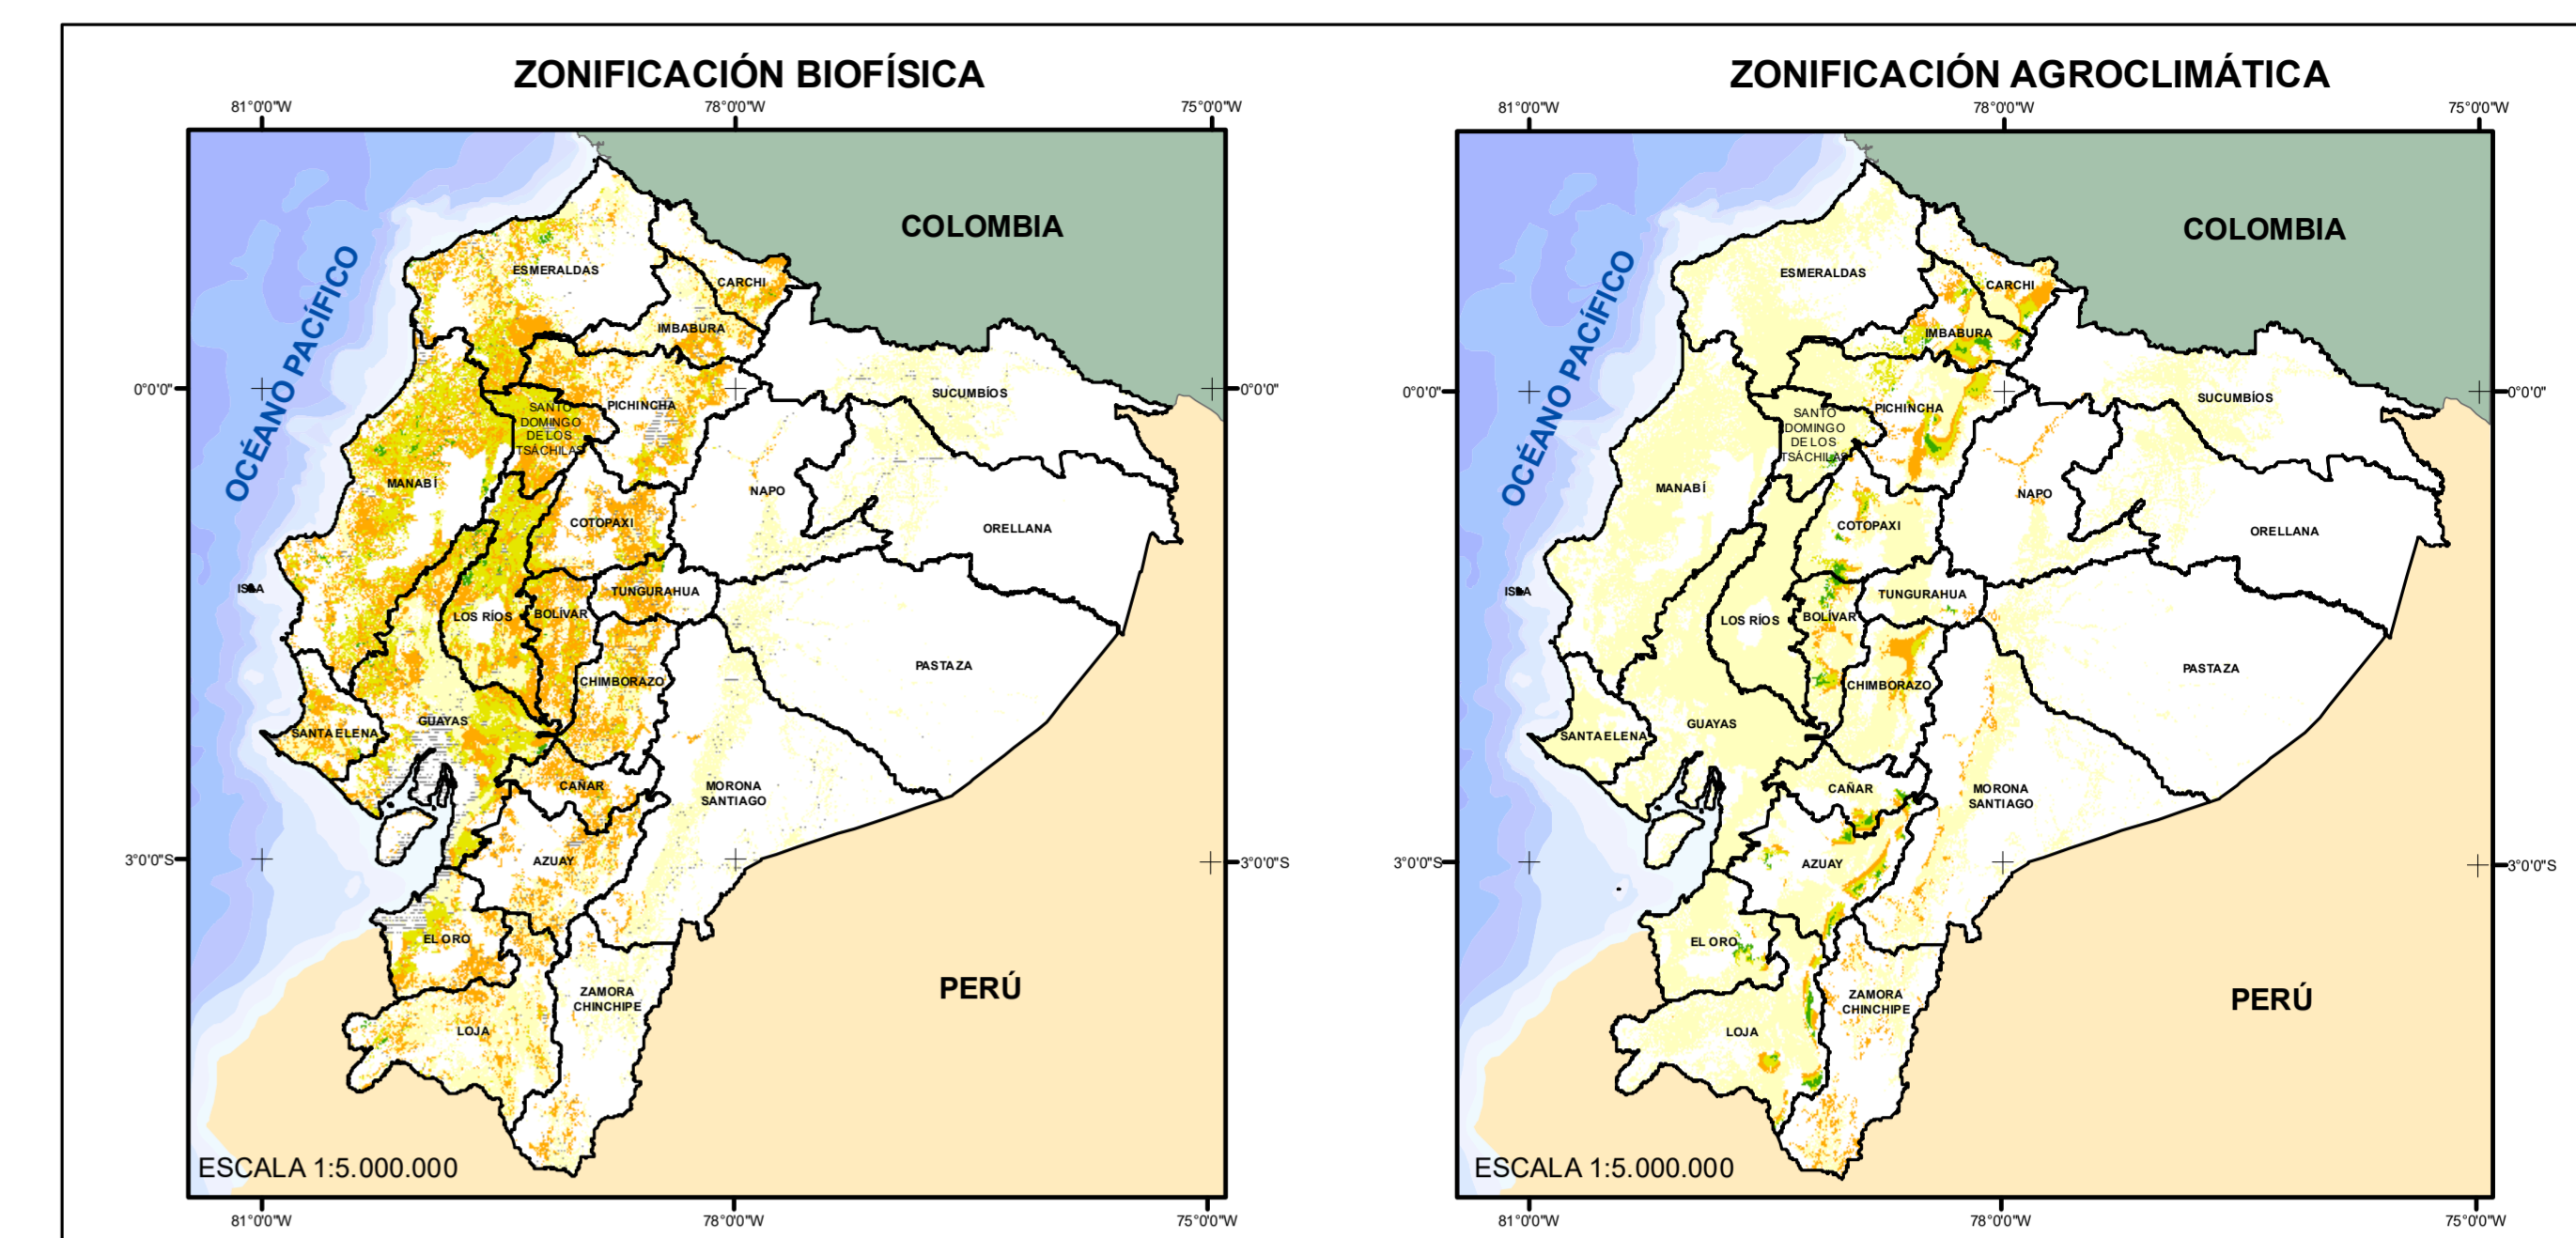 ZONIFICACIÓN BIOFÍSICA
81°0'0"W
78°0'0"W
75°0'0"W
COLOMBIA
OCÉANO PACÍFICO
ESMERALDAS
CARCHI
IMBABURA
0°0'0"
0°0'0"
SUCUMBÍOS
SANTO
DOMINGO
DE LOS
TSÁCHILAS
PICHINCHA
MANABÍ
NAPO
COTOPAXI
ORELLANA
ISLA
TUNGURAHUA
LOS RÍOS
BOLÍVAR
PASTAZA
CHIMBORAZO
GUAYAS
SANTA ELENA
CAÑAR
MORONA
SANTIAGO
3°0'0"S
3°0'0"S
AZUAY
EL ORO
PERÚ
ZAMORA
CHINCHIPE
LOJA
ESCALA 1:5.000.000
81°0'0"W
78°0'0"W
75°0'0"W
ZONIFICACIÓN AGROCLIMÁTICA
81°0'0"W
78°0'0"W
75°0'0"W
COLOMBIA
OCÉANO PACÍFICO
ESMERALDAS
CARCHI
IMBABURA
0°0'0"
0°0'0"
SUCUMBÍOS
PICHINCHA
SANTO
DOMINGO
DE LOS
TSÁCHILAS
MANABÍ
NAPO
COTOPAXI
ORELLANA
ISLA
TUNGURAHUA
LOS RÍOS
BOLÍVAR
PASTAZA
CHIMBORAZO
GUAYAS
SANTA ELENA
CAÑAR
MORONA
SANTIAGO
3°0'0"S
3°0'0"S
AZUAY
EL ORO
PERÚ
ZAMORA
CHINCHIPE
LOJA
ESCALA 1:5.000.000
81°0'0"W
78°0'0"W
75°0'0"W